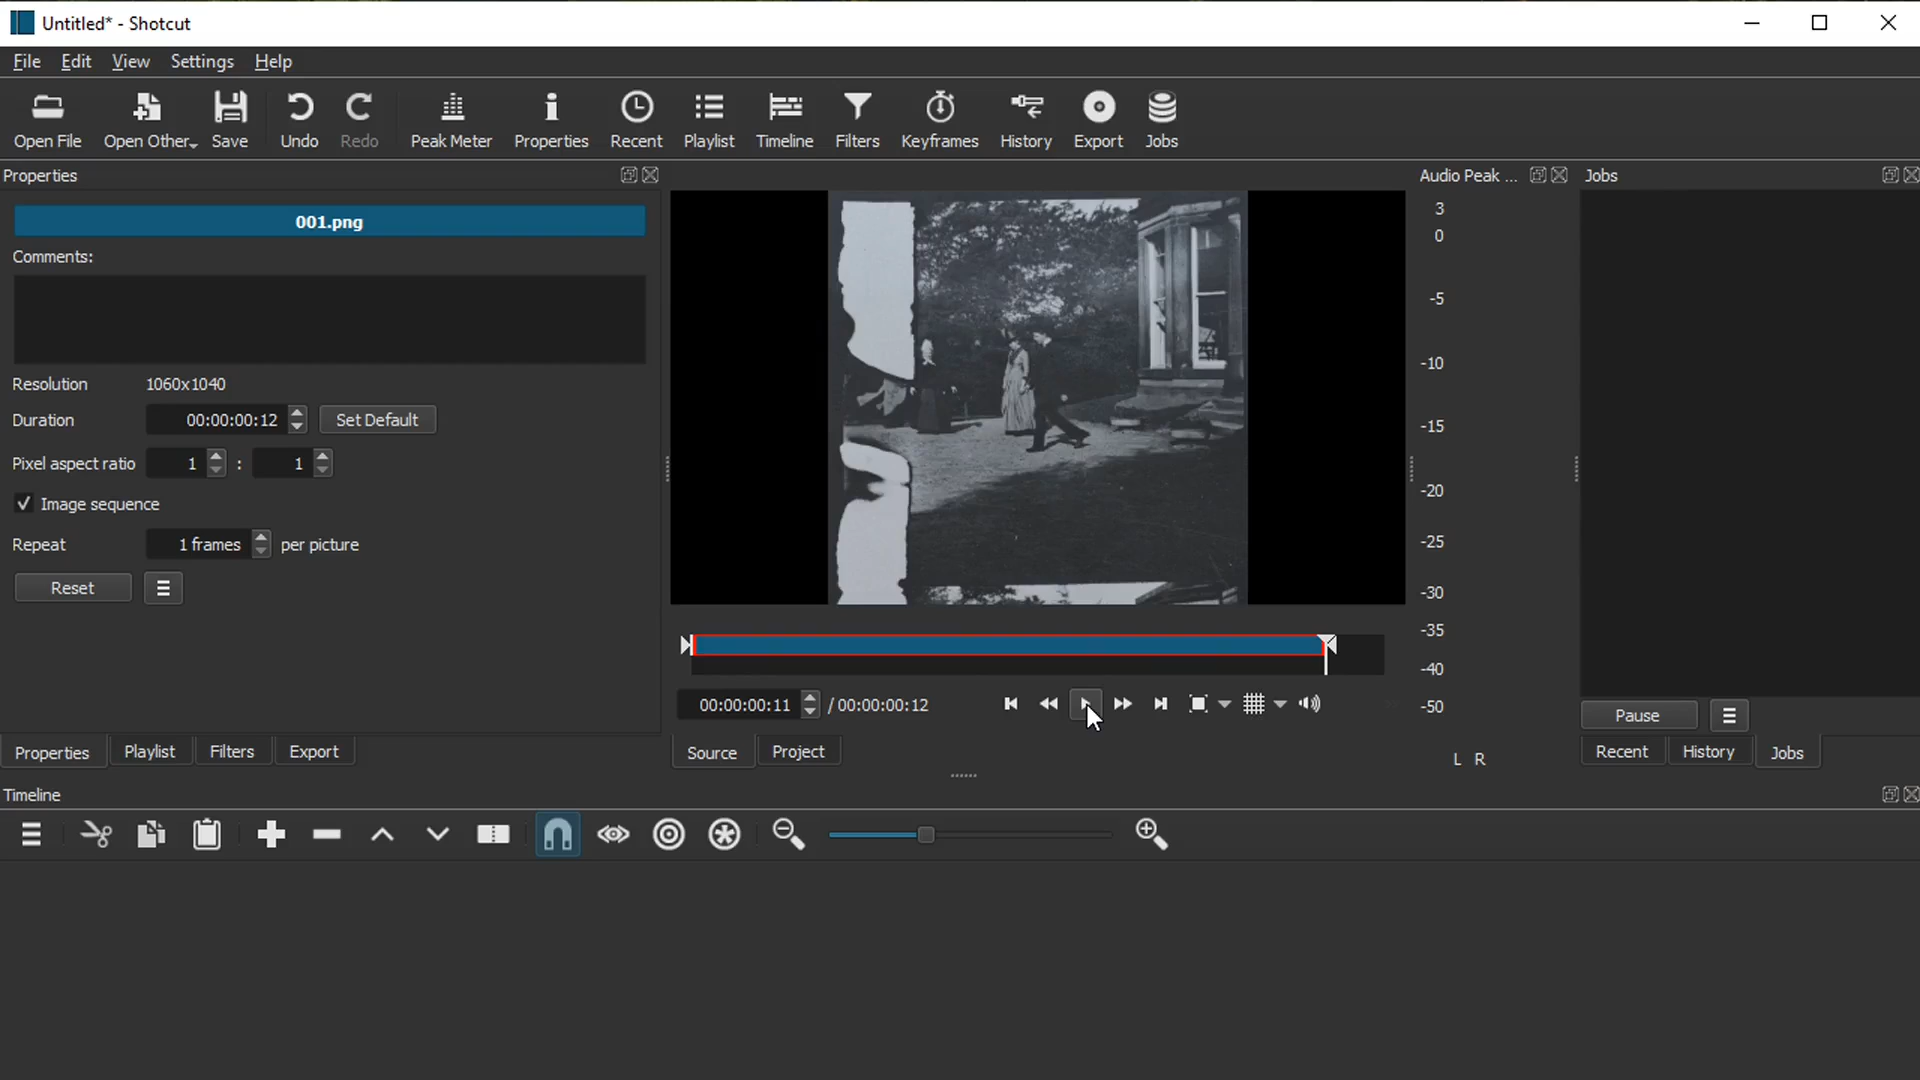 Untitled* - Shotcut
File Edit View Settings Help
Open File Open Other Save Undo Redo Peak Meter Properties Recent Playlist Timeline Filters Keyframes History Export Jobs
Properties
001.png
Comments:
Resolution 1060x1040
Duration 00:00:00:12 Set Default
Pixel aspect ratio 1 : 1
Image sequence
Repeat 1 frames per picture
Reset
Properties Playlist Filters Export
00:00:00:11 / 00:00:00:12
Source Project
Audio Peak ...
3
0
-5
-10
-15
-20
-25
-30
-35
-40
-50
L R
Jobs
Pause
Recent History Jobs
Timeline